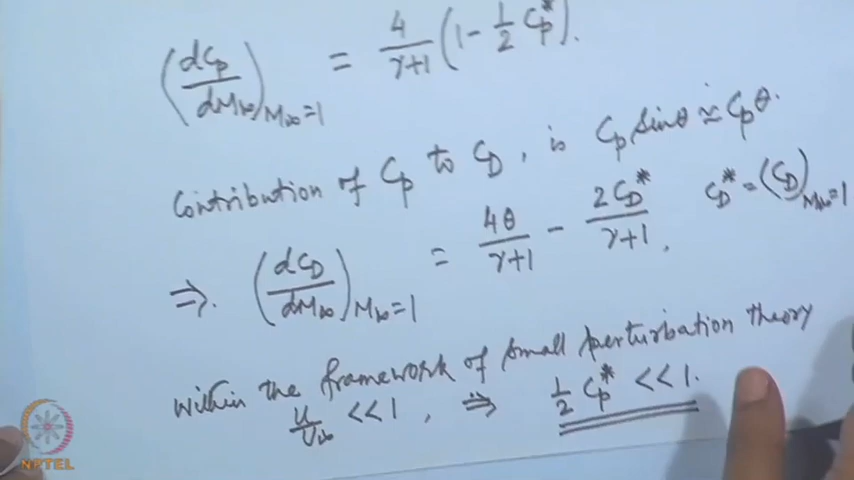 (dCp/dM∞)M∞=1 = 4/γ+1 (1 - 1/2 Cp*).
Contribution of Cp to CD, is Cp sinθ ≃ Cpθ.
⇒. (dCD/dM∞)M∞=1 = 4θ/γ+1 - 2CD*/γ+1. CD* = (CD)M∞=1
Within the framework of small perturbation theory
u/U∞ << 1, ⇒ 1/2 Cp* << 1.
NPTEL